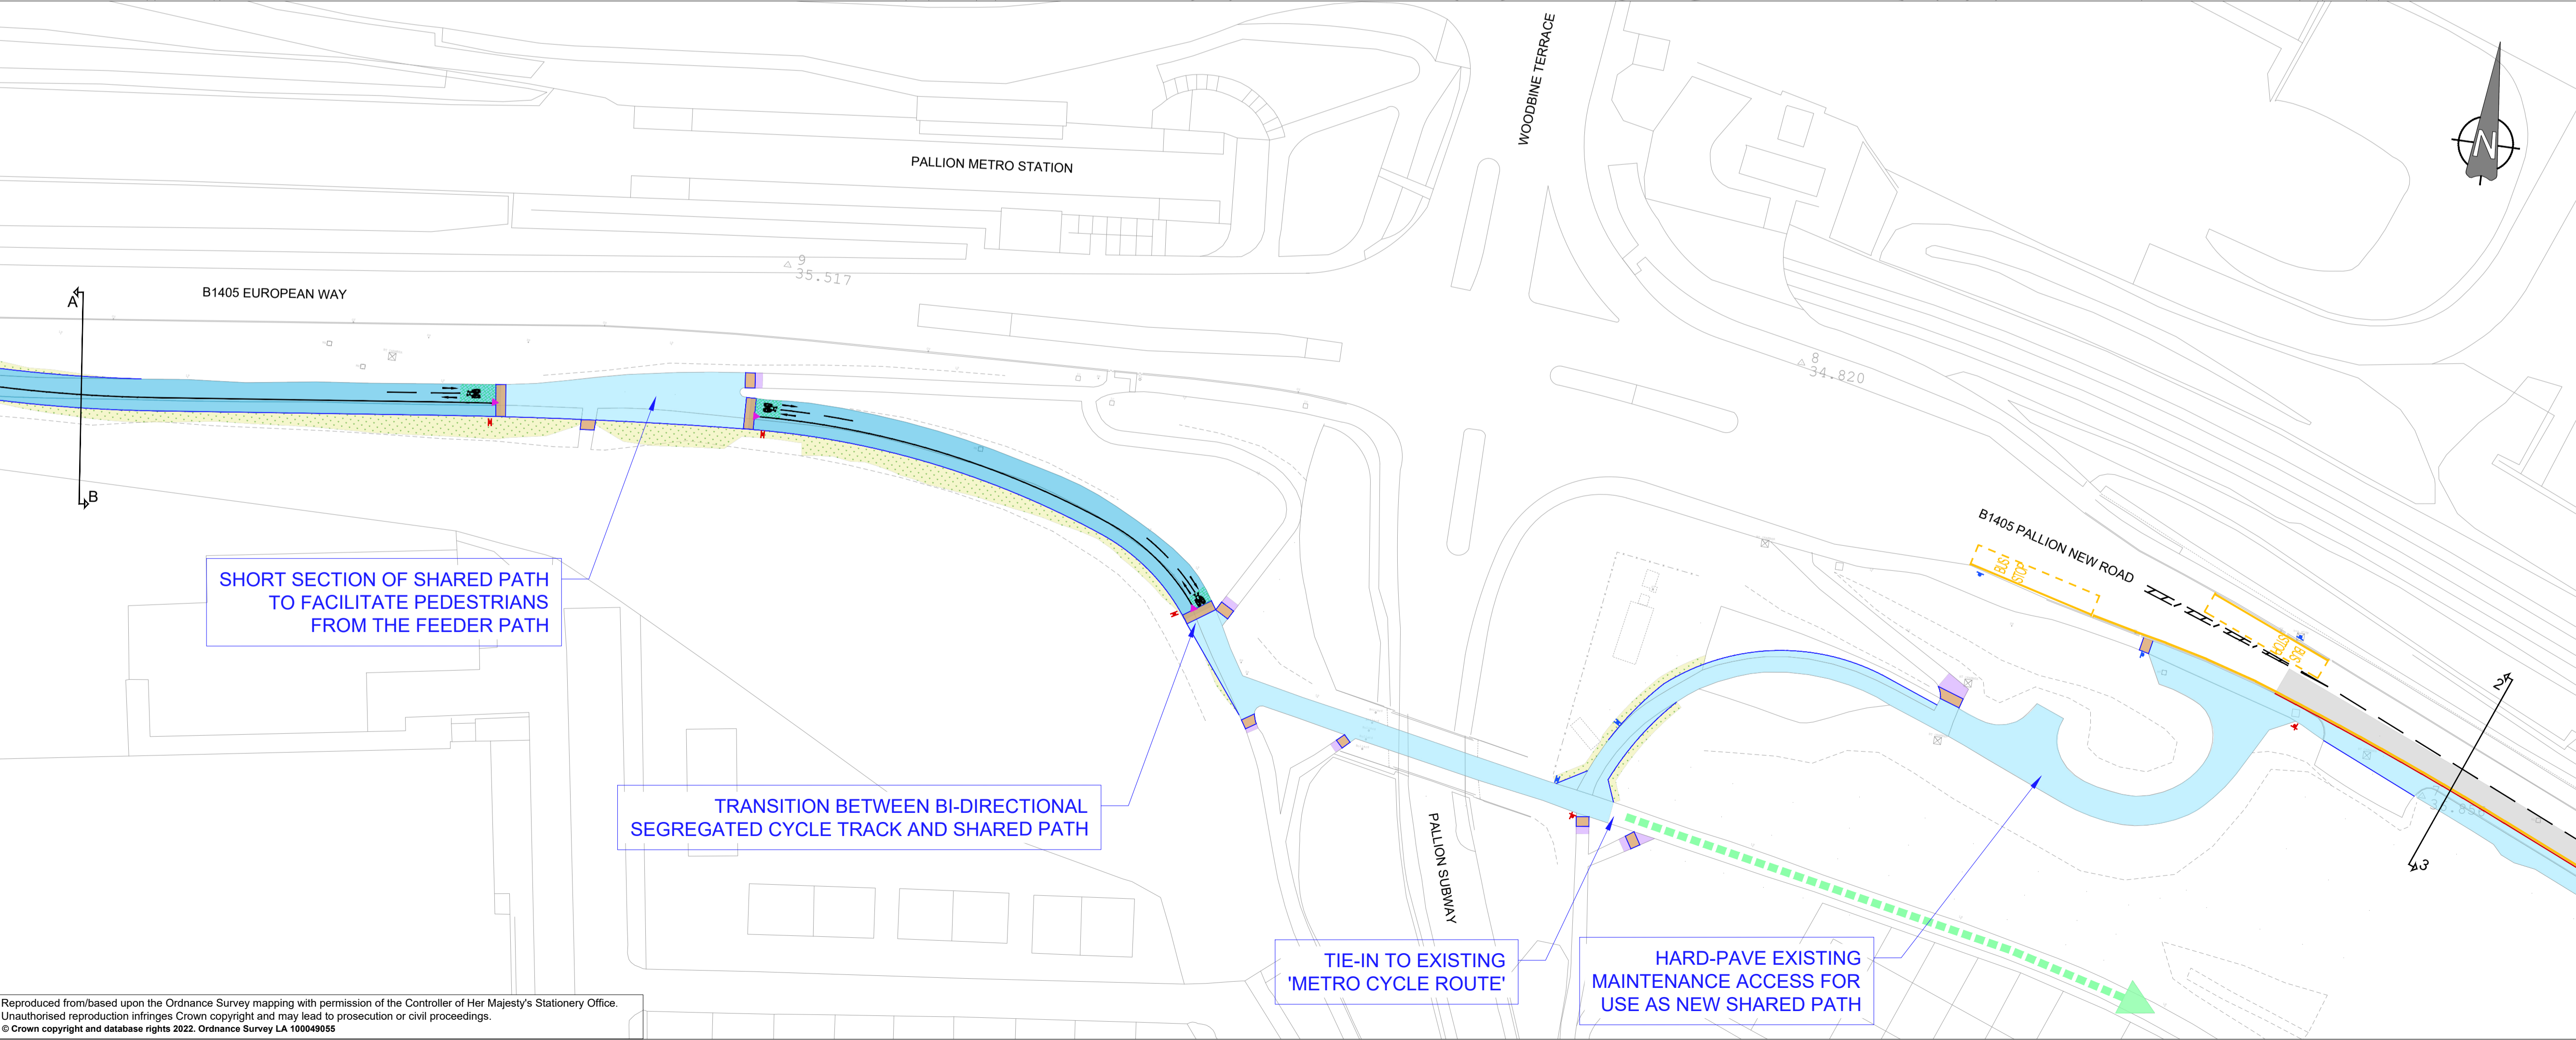 WOODBINE TERRACE
N
PALLION METRO STATION
9
35.517
B1405 EUROPEAN WAY
A
B
8
34.820
B1405 PALLION NEW ROAD
BUS
STOP
BUS
STOP
2
3
SHORT SECTION OF SHARED PATH
TO FACILITATE PEDESTRIANS
FROM THE FEEDER PATH
TRANSITION BETWEEN BI-DIRECTIONAL
SEGREGATED CYCLE TRACK AND SHARED PATH
PALLION SUBWAY
TIE-IN TO EXISTING
'METRO CYCLE ROUTE'
HARD-PAVE EXISTING
MAINTENANCE ACCESS FOR
USE AS NEW SHARED PATH
Reproduced from/based upon the Ordnance Survey mapping with permission of the Controller of Her Majesty's Stationery Office.
Unauthorised reproduction infringes Crown copyright and may lead to prosecution or civil proceedings.
© Crown copyright and database rights 2022. Ordnance Survey LA 100049055